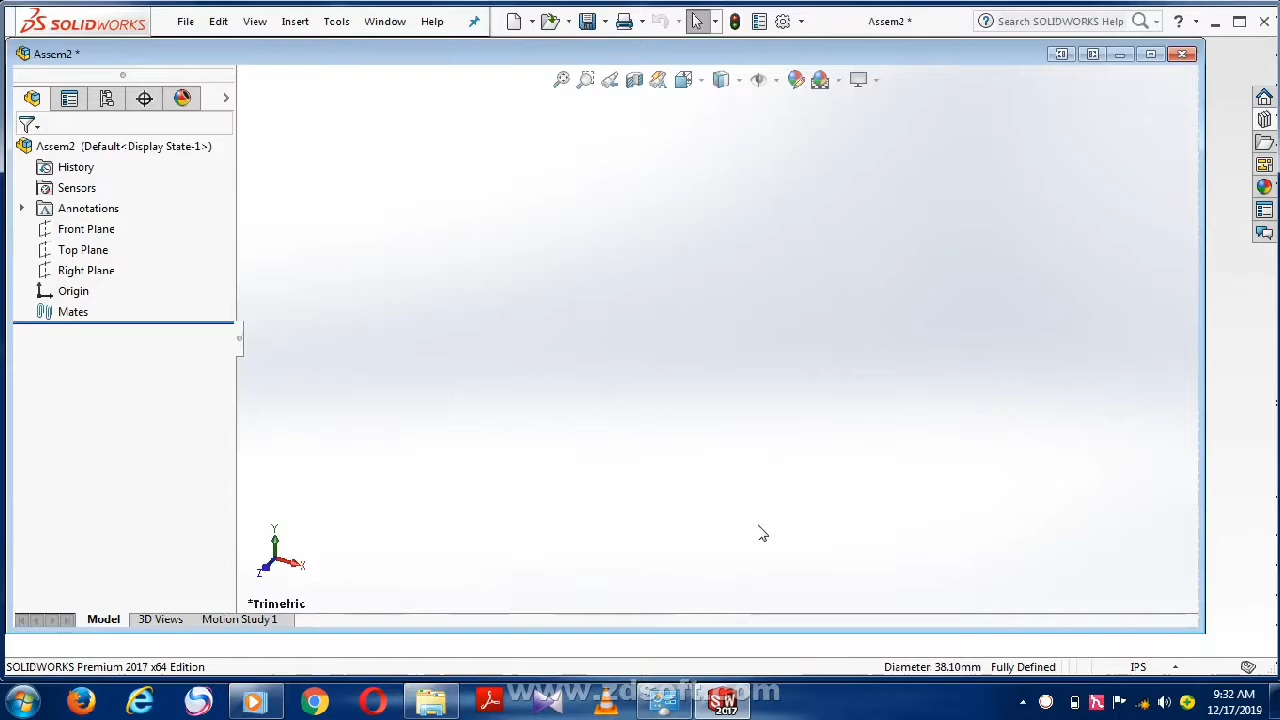 SOLIDWORKS File Edit View Insert Tools Window Help Assem2 * Search SOLIDWORKS Help ?
Assem2 *
Assem2 (Default<Display State-1>)
History
Sensors
Annotations
Front Plane
Top Plane
Right Plane
Origin
Mates
Y
X
Z
*Trimetric
Model 3D Views Motion Study 1
SOLIDWORKS Premium 2017 x64 Edition Diameter: 38.10mm Fully Defined IPS
www.zdsoft.com
SW
2017
9:32 AM
12/17/2019